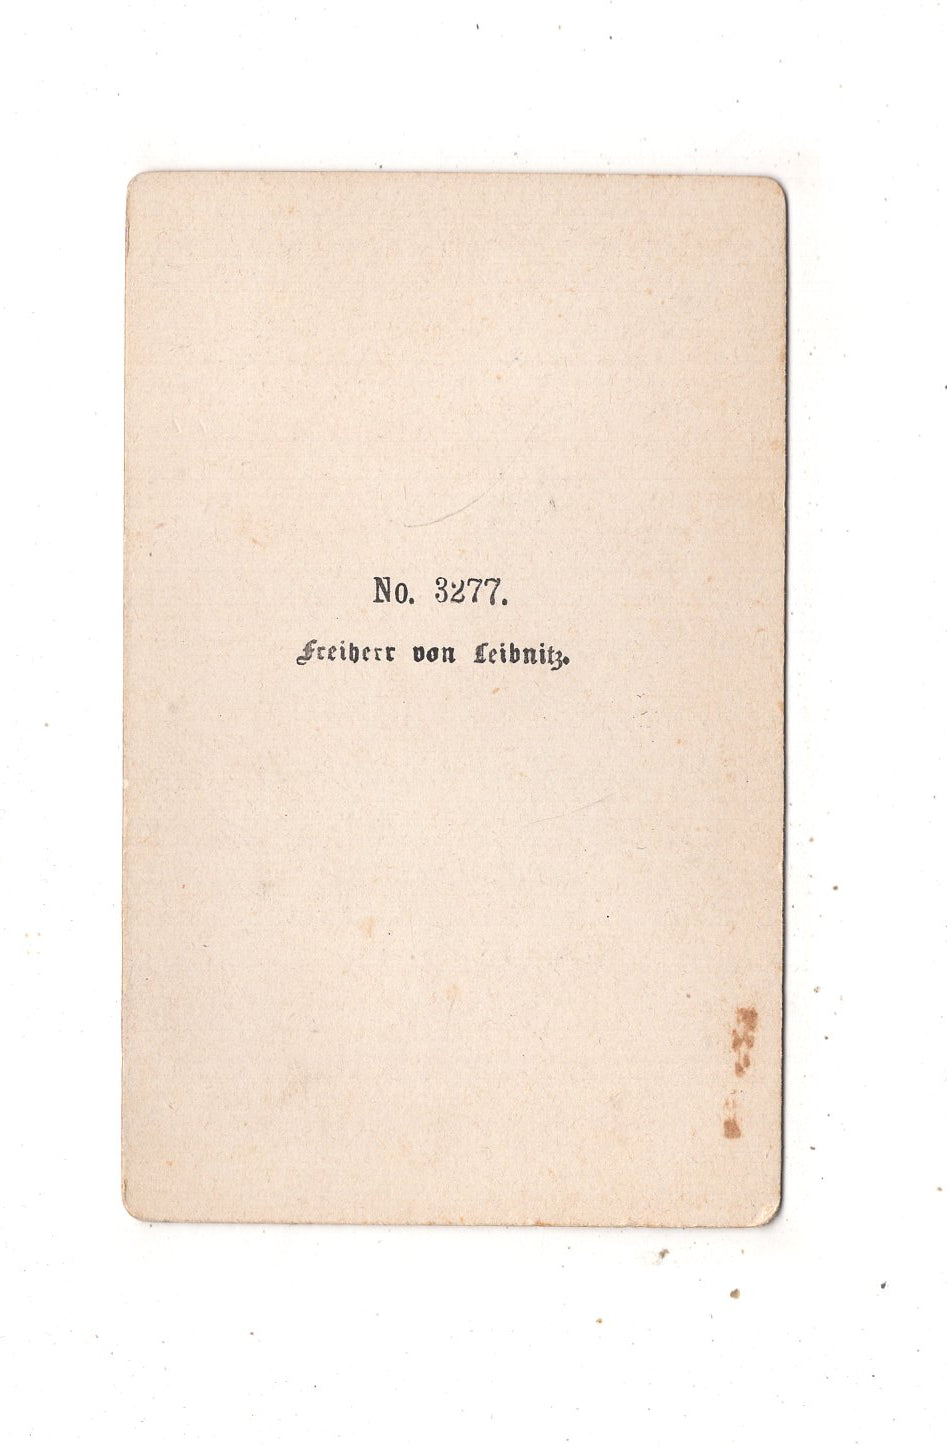 No. 3277.
Freiherr von Leibnitz.